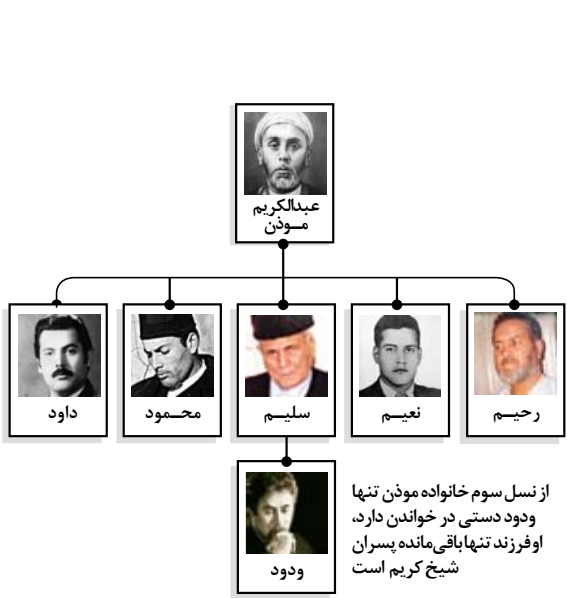 عبدالکریم
مـوذن
رحیـم
نعیـم
سلیـم
محـمود
داود
ودود
از نسل سوم خانواده موذن تنها
ودود دستی در خواندن دارد،
او فرزند تنها باقی‌مانده پسران
شیخ کریم است